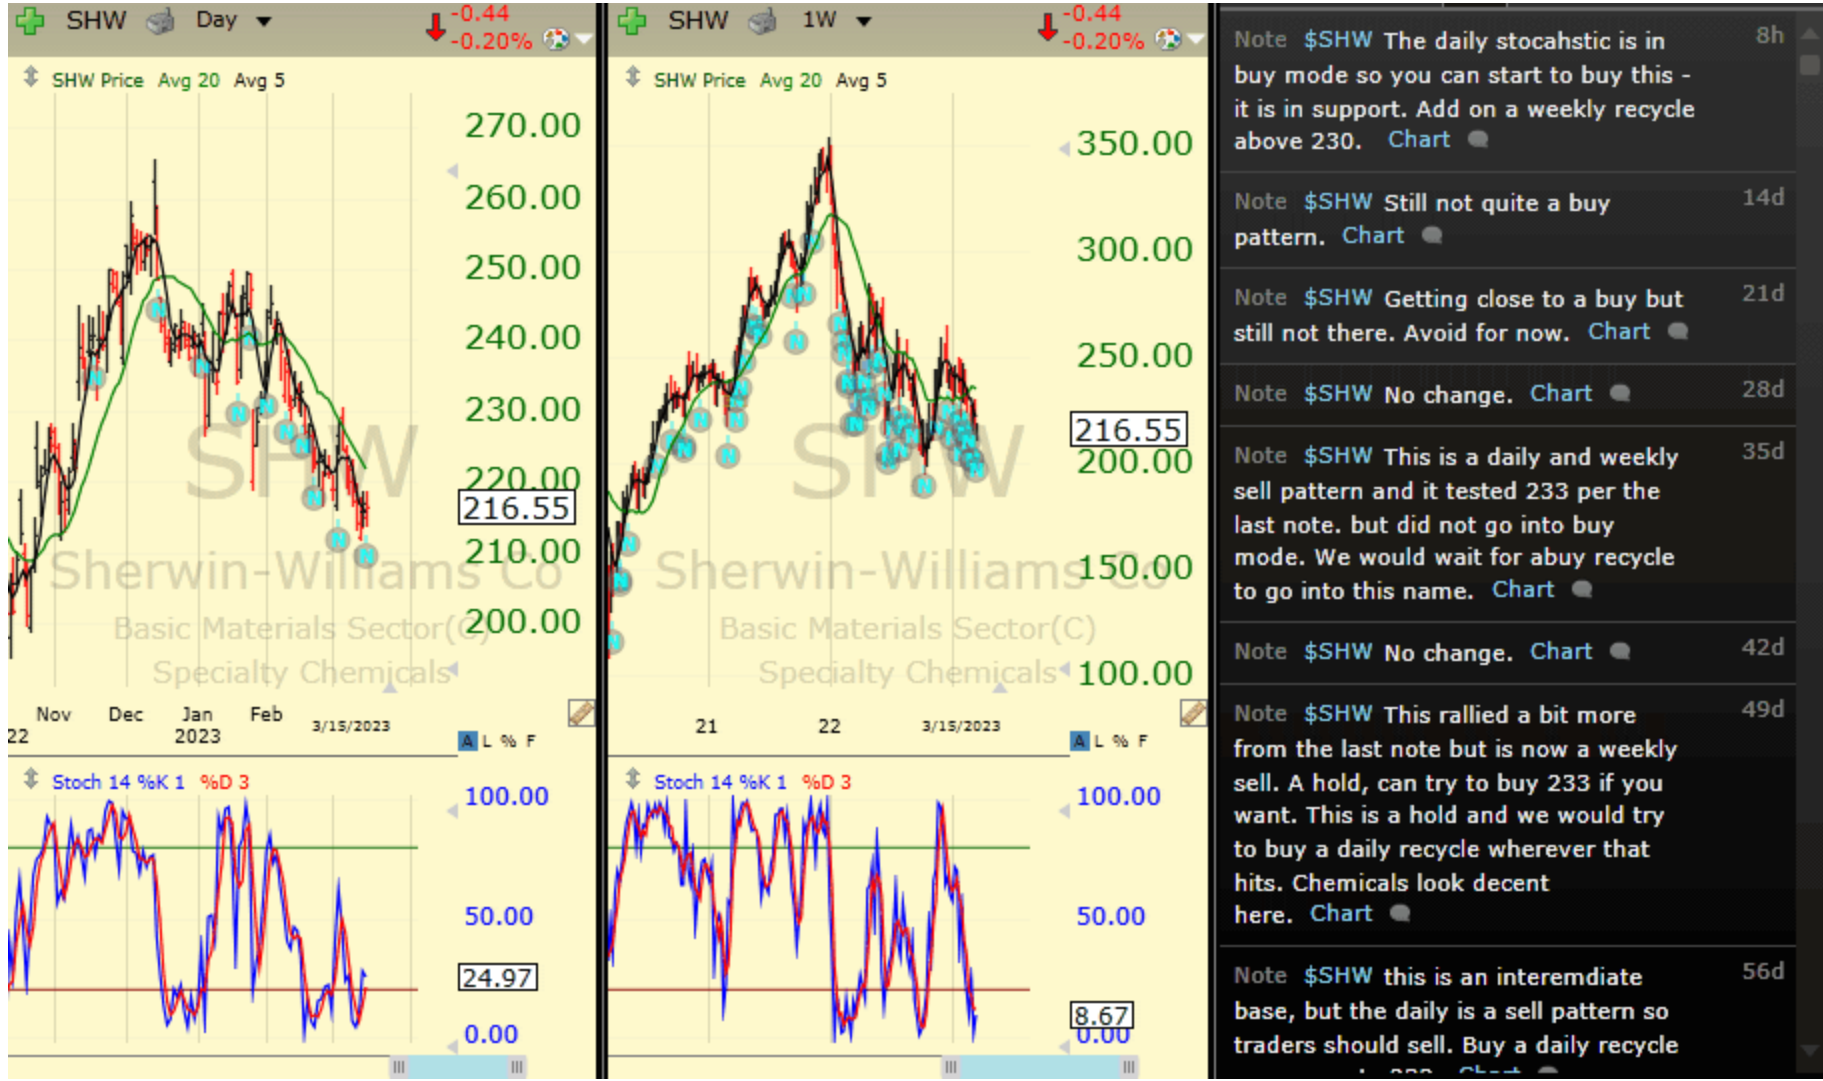 SHW Day
-0.44
-0.20%
SHW Price Avg 20 Avg 5
270.00
260.00
250.00
240.00
230.00
220.00
216.55
210.00
200.00
SHW
Sherwin-Williams Co
Basic Materials Sector(C)
Specialty Chemicals
Nov Dec Jan Feb 3/15/2023
22 2023
A L % F
Stoch 14 %K 1 %D 3
100.00
50.00
24.97
0.00
SHW 1W
-0.44
-0.20%
SHW Price Avg 20 Avg 5
350.00
300.00
250.00
216.55
200.00
150.00
100.00
SHW
Sherwin-Williams Co
Basic Materials Sector(C)
Specialty Chemicals
21 22 3/15/2023
A L % F
Stoch 14 %K 1 %D 3
100.00
50.00
8.67
0.00
Note $SHW The daily stocahstic is in 8h
buy mode so you can start to buy this -
it is in support. Add on a weekly recycle
above 230. Chart
Note $SHW Still not quite a buy 14d
pattern. Chart
Note $SHW Getting close to a buy but 21d
still not there. Avoid for now. Chart
Note $SHW No change. Chart 28d
Note $SHW This is a daily and weekly 35d
sell pattern and it tested 233 per the
last note. but did not go into buy
mode. We would wait for abuy recycle
to go into this name. Chart
Note $SHW No change. Chart 42d
Note $SHW This rallied a bit more 49d
from the last note but is now a weekly
sell. A hold, can try to buy 233 if you
want. This is a hold and we would try
to buy a daily recycle wherever that
hits. Chemicals look decent
here. Chart
Note $SHW this is an interemdiate 56d
base, but the daily is a sell pattern so
traders should sell. Buy a daily recycle
Chart